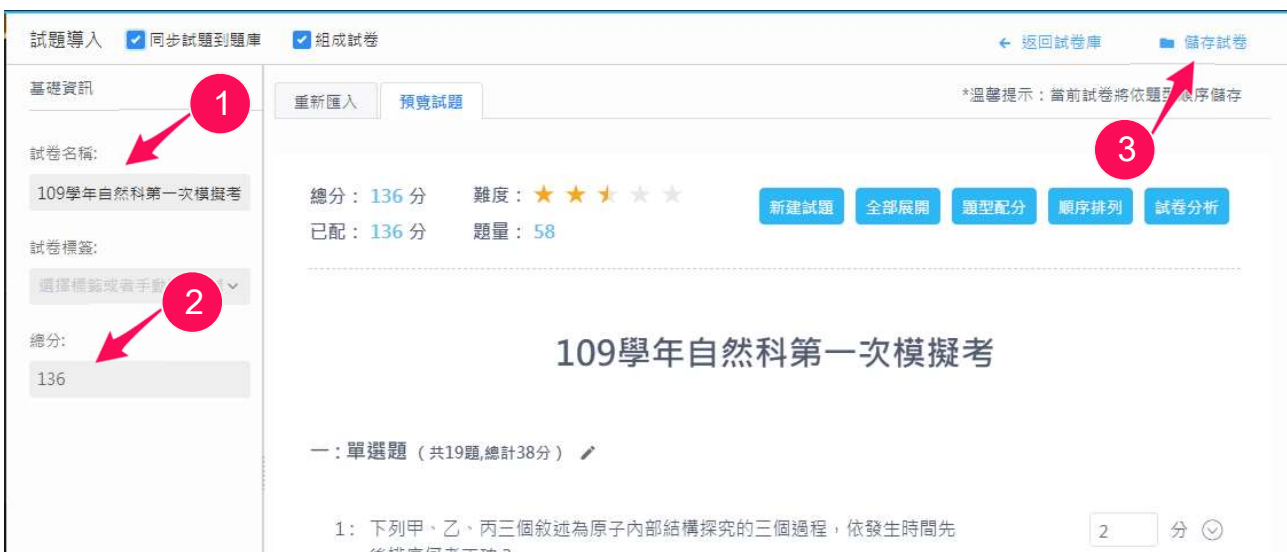 試題導入 同步試題到題庫 組成試卷 返回試卷庫 儲存試卷
基礎資訊
1
重新匯入 預覽試題
*溫馨提示：當前試卷將依題型順序儲存
3
試卷名稱:
109學年自然科第一次模擬考
試卷標簽:
選擇標籤或者手動
2
總分:
136
總分： 136 分 難度：
已配： 136 分 題量： 58
新建試題 全部展開 題型配分 順序排列 試卷分析
109學年自然科第一次模擬考
一 : 單選題 ( 共19題,總計38分 )
1: 下列甲、乙、丙三個敘述為原子內部結構探究的三個過程，依發生時間先 2 分